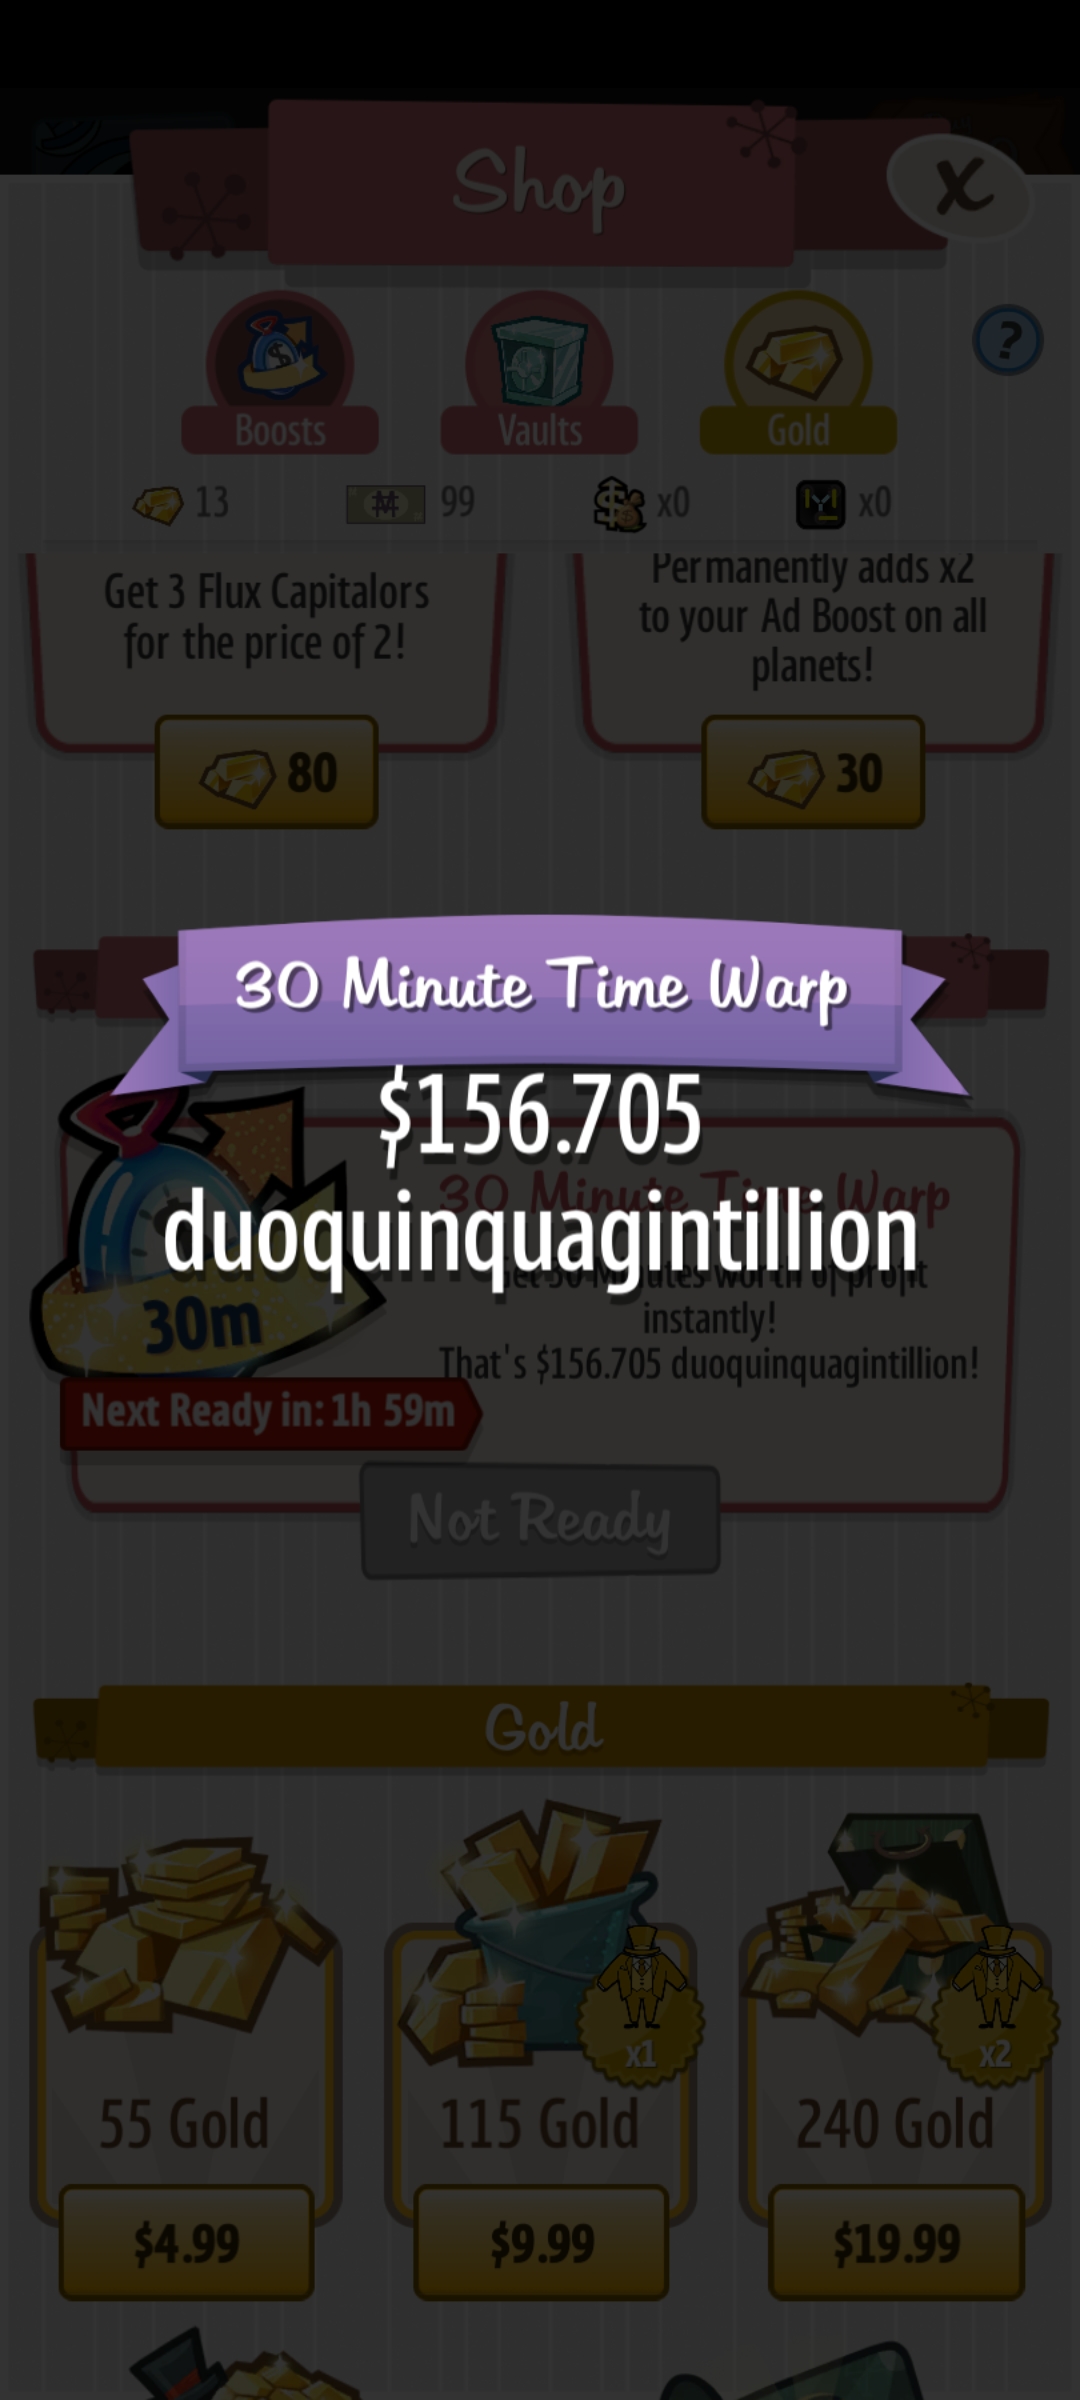 Shop
X
?
Boosts
Vaults
Gold
13
99
x0
x0
Get 3 Flux Capitalors
for the price of 2!
80
Permanently adds x2
to your Ad Boost on all
planets!
30
30 Minute Time Warp
$156.705
duoquinquagintillion
30 Minute Time Warp
Get 30 Minutes worth of profit
instantly!
That's $156.705 duoquinquagintillion!
30m
Next Ready in: 1h 59m
Not Ready
Gold
x1
x2
55 Gold
115 Gold
240 Gold
$4.99
$9.99
$19.99